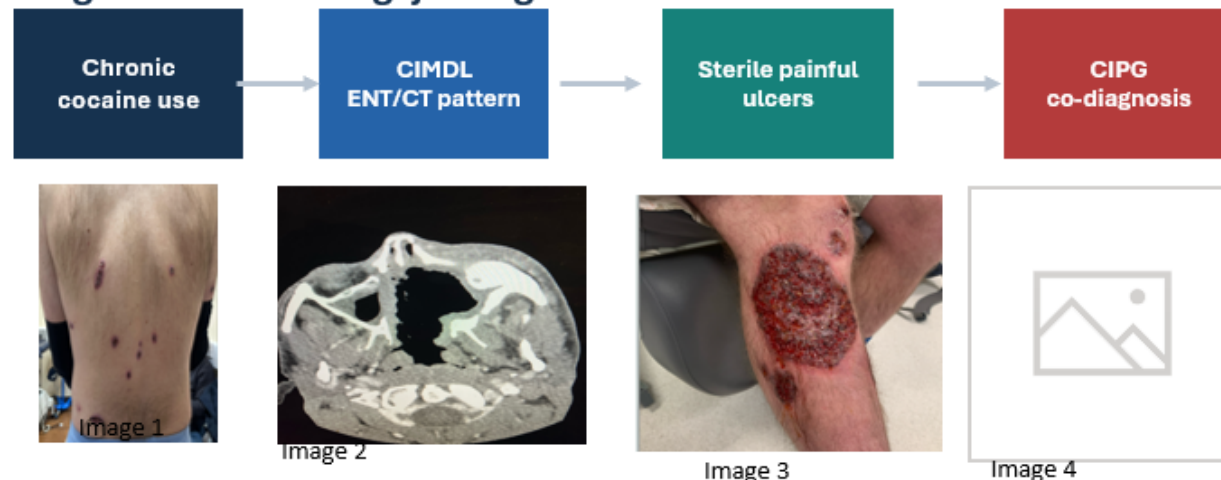 Chronic
cocaine use
CIMDL
ENT/CT pattern
Sterile painful
ulcers
CIPG
co-diagnosis
Image 1
Image 2
Image 3
Image 4